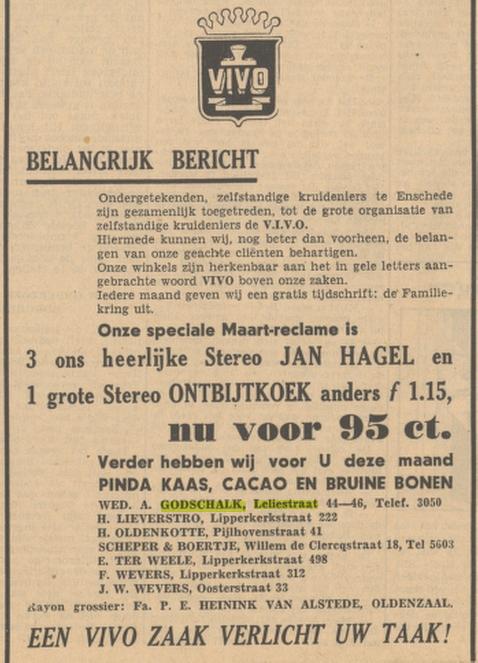 VIVO
BELANGRIJK BERICHT
Ondergetekenden, zelfstandige kruideniers te Enschede
zijn gezamenlijk toegetreden, tot de grote organisatie van
zelfstandige kruideniers de V.I.V.O.
Hiermede kunnen wij, nog beter dan voorheen, de belan-
gen van onze geachte cliënten behartigen.
Onze winkels zijn herkenbaar aan het in gele letters aan-
gebrachte woord VIVO boven onze zaken.
Iedere maand geven wij een gratis tijdschrift: de Familie-
kring uit.
Onze speciale Maart-reclame is
3 ons heerlijke Stereo JAN HAGEL en
1 grote Stereo ONTBIJTKOEK anders f 1.15,
nu voor 95 ct.
Verder hebben wij voor U deze maand
PINDA KAAS, CACAO EN BRUINE BONEN
WED. A. GODSCHALK, Leliestraat 44—46, Telef. 3050
H. LIEVERSTRO, Lipperkerkstraat 222
H. OLDENKOTTE, Pijlhovenstraat 41
SCHEPER & BOERTJE, Willem de Clercqstraat 18, Tel 5603
E. TER WEELE, Lipperkerkstraat 498
F. WEVERS, Lipperkerkstraat 312
J. W. WEVERS, Oosterstraat 33
Rayon grossier: Fa. P. E. HEININK VAN ALSTEDE, OLDENZAAL.
EEN VIVO ZAAK VERLICHT UW TAAK!